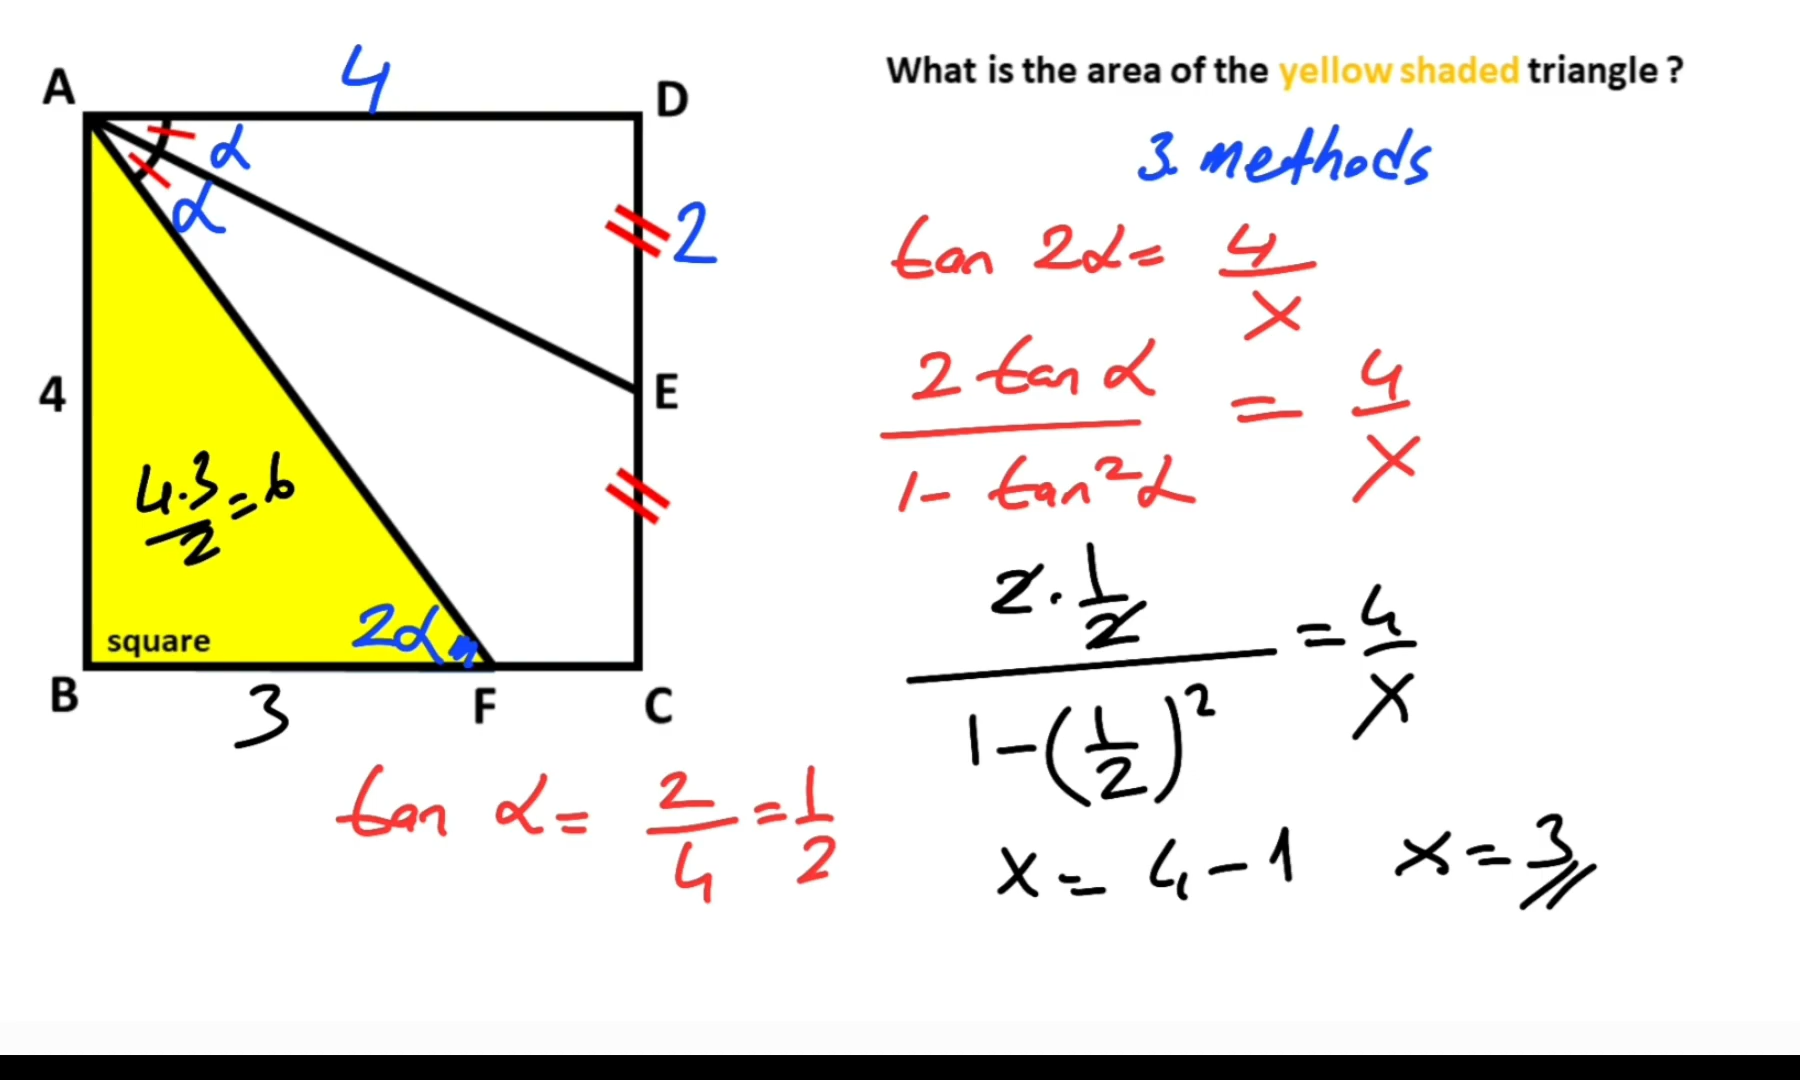 4
A
D
What is the area of the yellow shaded triangle ?
3 methods
α
α
2
tan 2α = 4/x
2 tan α / 1 - tan²α = 4/x
4
E
4·3/2 = 6
2·1/2 / 1-(1/2)² = 4/x
square
2α
B
3
F
C
tan α = 2/4 = 1/2
x = 4 - 1
x = 3